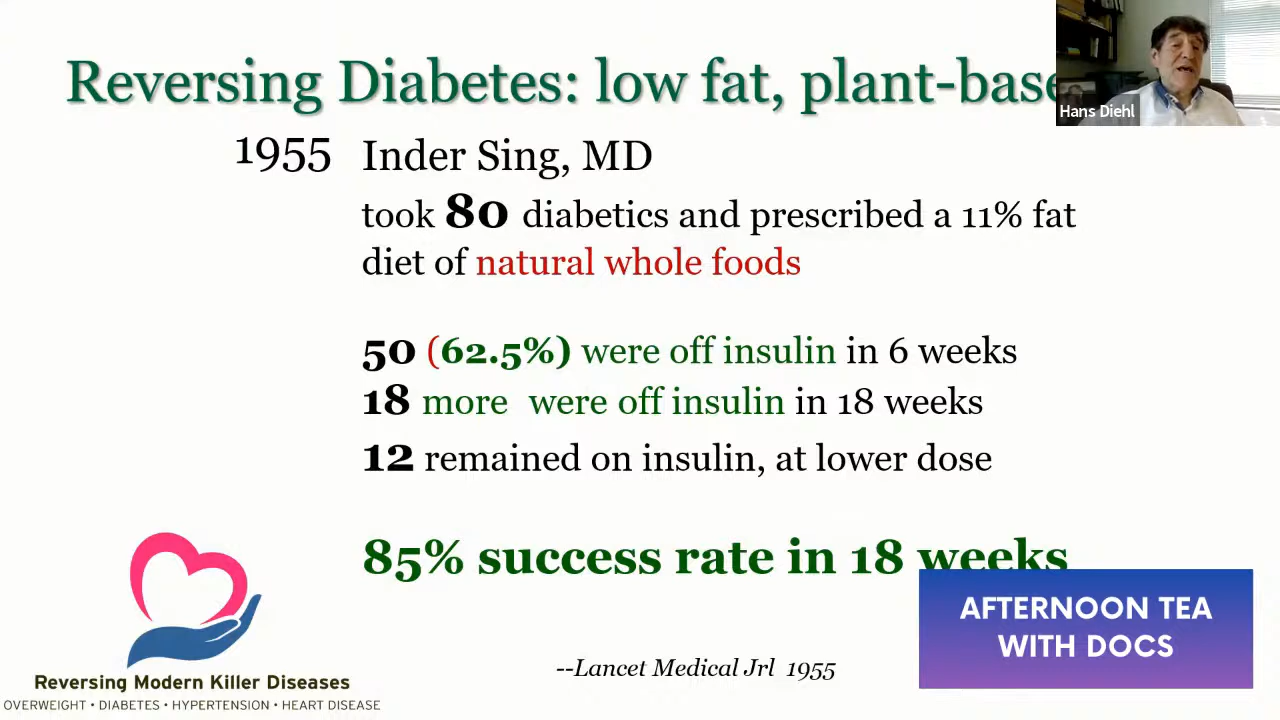 Reversing Diabetes: low fat, plant-base
Hans Diehl
1955 Inder Sing, MD
took 80 diabetics and prescribed a 11% fat
diet of natural whole foods
50 (62.5%) were off insulin in 6 weeks
18 more were off insulin in 18 weeks
12 remained on insulin, at lower dose
85% success rate in 18 weeks
AFTERNOON TEA
WITH DOCS
--Lancet Medical Jrl 1955
Reversing Modern Killer Diseases
OVERWEIGHT • DIABETES • HYPERTENSION • HEART DISEASE